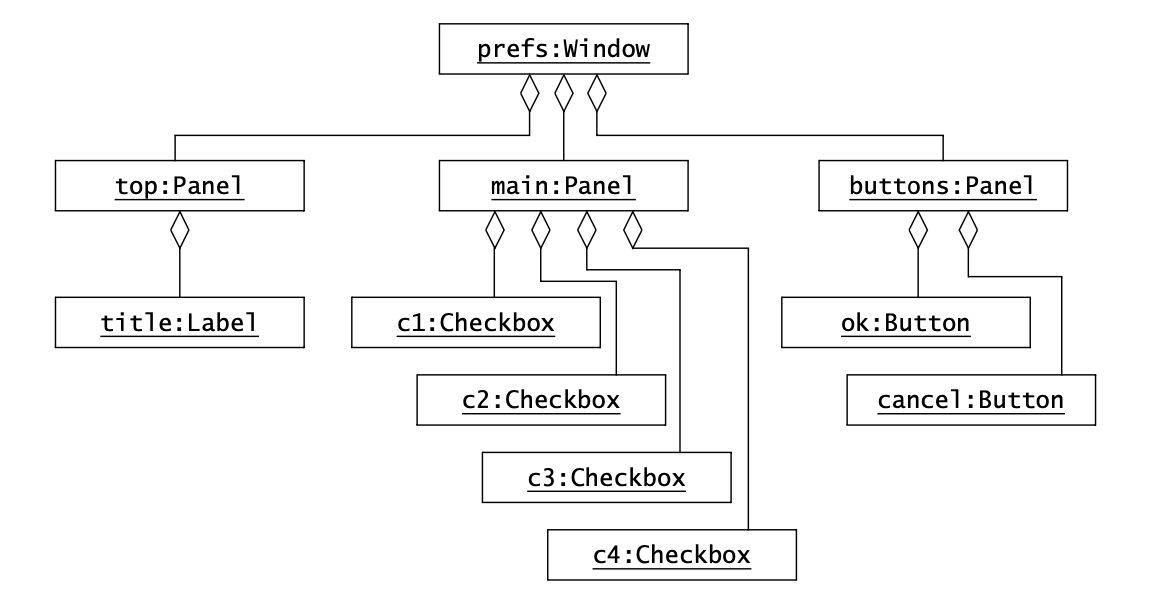 prefs:Window
top:Panel
main:Panel
buttons:Panel
title:Label
c1:Checkbox
ok:Button
c2:Checkbox
cancel:Button
c3:Checkbox
c4:Checkbox